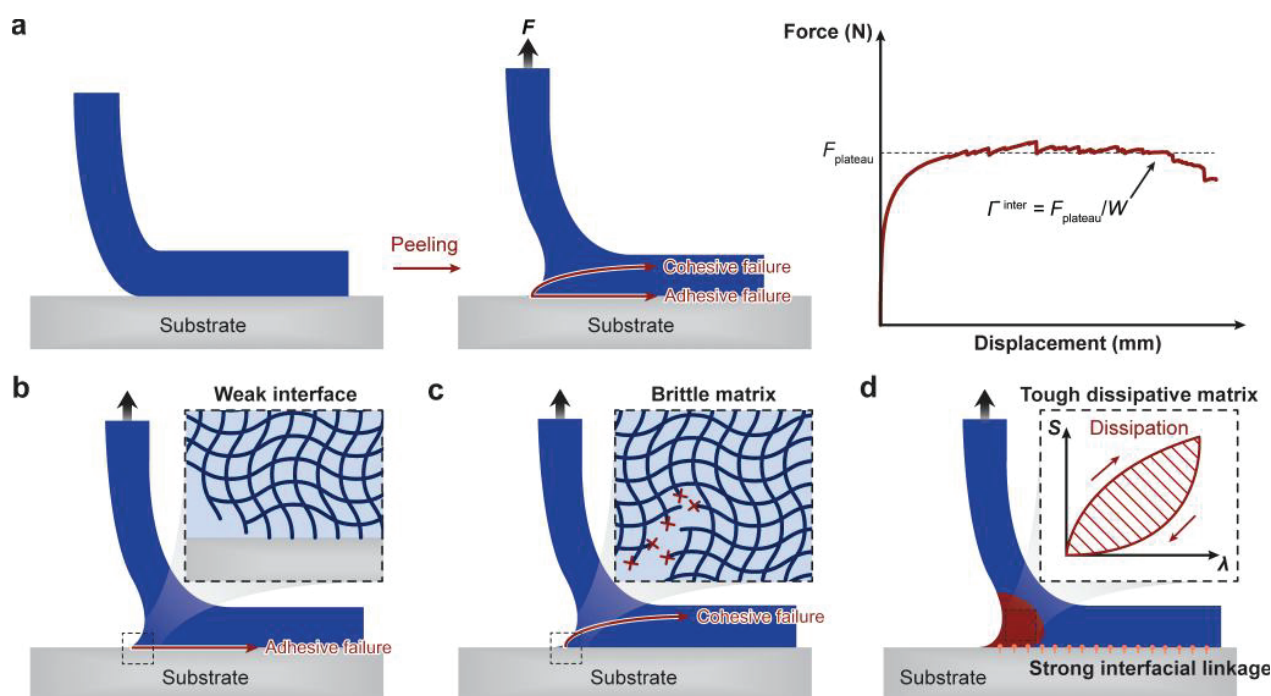 a
F
Peeling
Substrate
Cohesive failure
Adhesive failure
Substrate
Force (N)
F_plateau
Γ^inter = F_plateau/W
Displacement (mm)
b
Weak interface
Adhesive failure
Substrate
c
Brittle matrix
Cohesive failure
Substrate
d
Tough dissipative matrix
S
Dissipation
λ
Substrate
Strong interfacial linkage